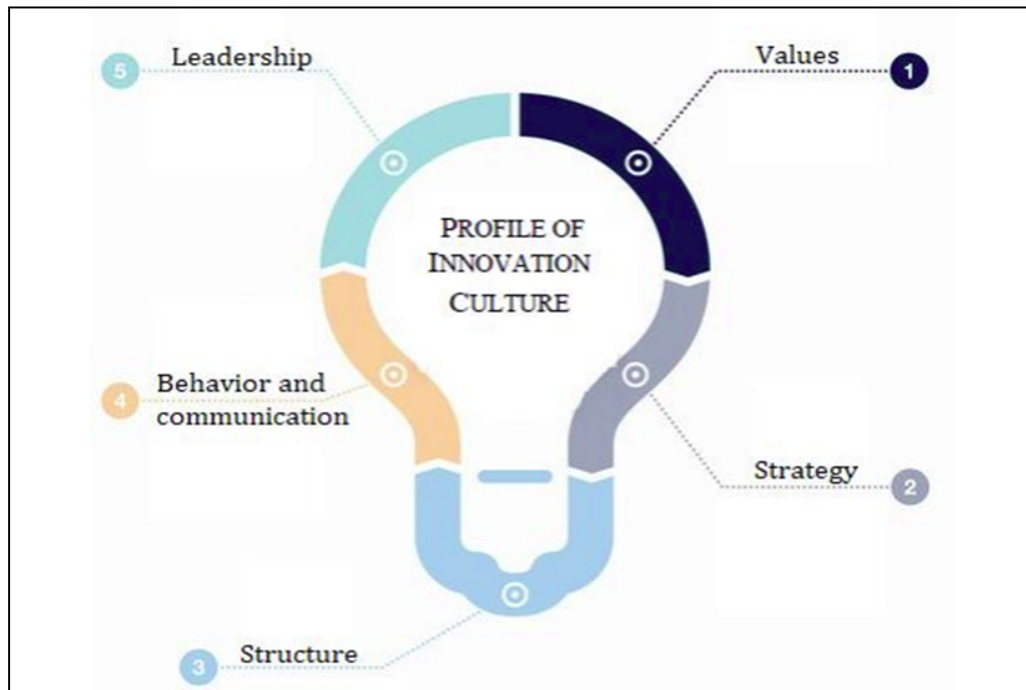 5
Leadership
Values
1
PROFILE OF
INNOVATION
CULTURE
4
Behavior and
communication
Strategy
2
3
Structure